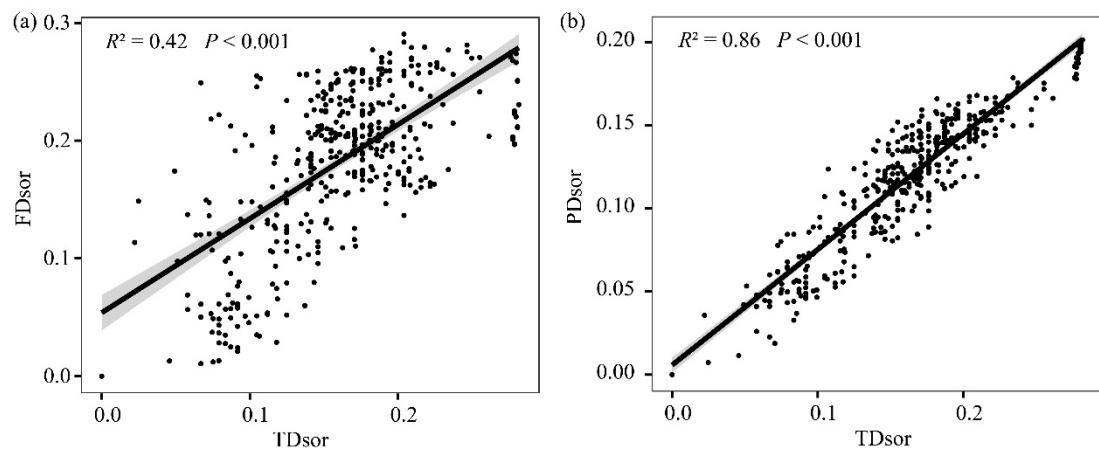 (a)
R² = 0.42 P < 0.001
0.3
0.2
0.1
0.0
FDsor
0.0 0.1 0.2
TDsor
(b)
R² = 0.86 P < 0.001
0.20
0.15
0.10
0.05
0.00
PDsor
0.0 0.1 0.2
TDsor